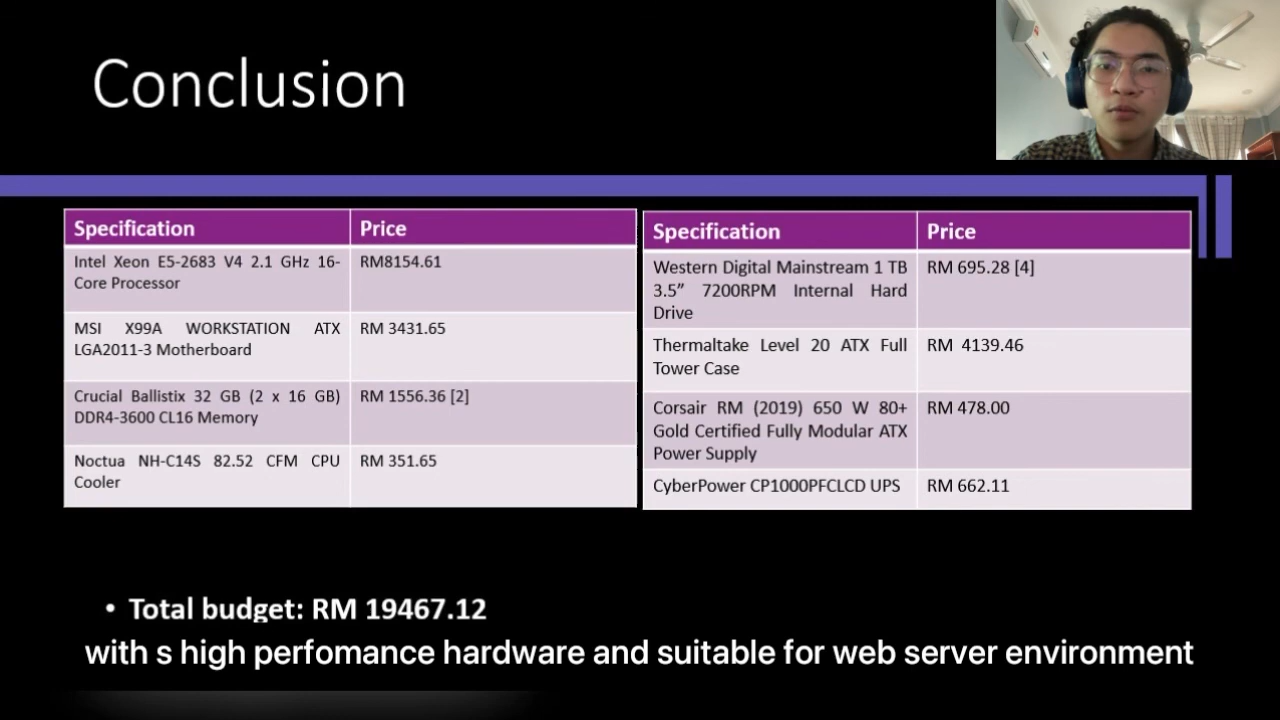 Conclusion
Specification Price
Intel Xeon E5-2683 V4 2.1 GHz 16- RM8154.61
Core Processor
MSI X99A WORKSTATION ATX RM 3431.65
LGA2011-3 Motherboard
Crucial Ballistix 32 GB (2 x 16 GB) RM 1556.36 [2]
DDR4-3600 CL16 Memory
Noctua NH-C14S 82.52 CFM CPU RM 351.65
Cooler
Specification Price
Western Digital Mainstream 1 TB RM 695.28 [4]
3.5” 7200RPM Internal Hard
Drive
Thermaltake Level 20 ATX Full RM 4139.46
Tower Case
Corsair RM (2019) 650 W 80+ RM 478.00
Gold Certified Fully Modular ATX
Power Supply
CyberPower CP1000PFCLCD UPS RM 662.11
• Total budget: RM 19467.12
with s high perfomance hardware and suitable for web server environment